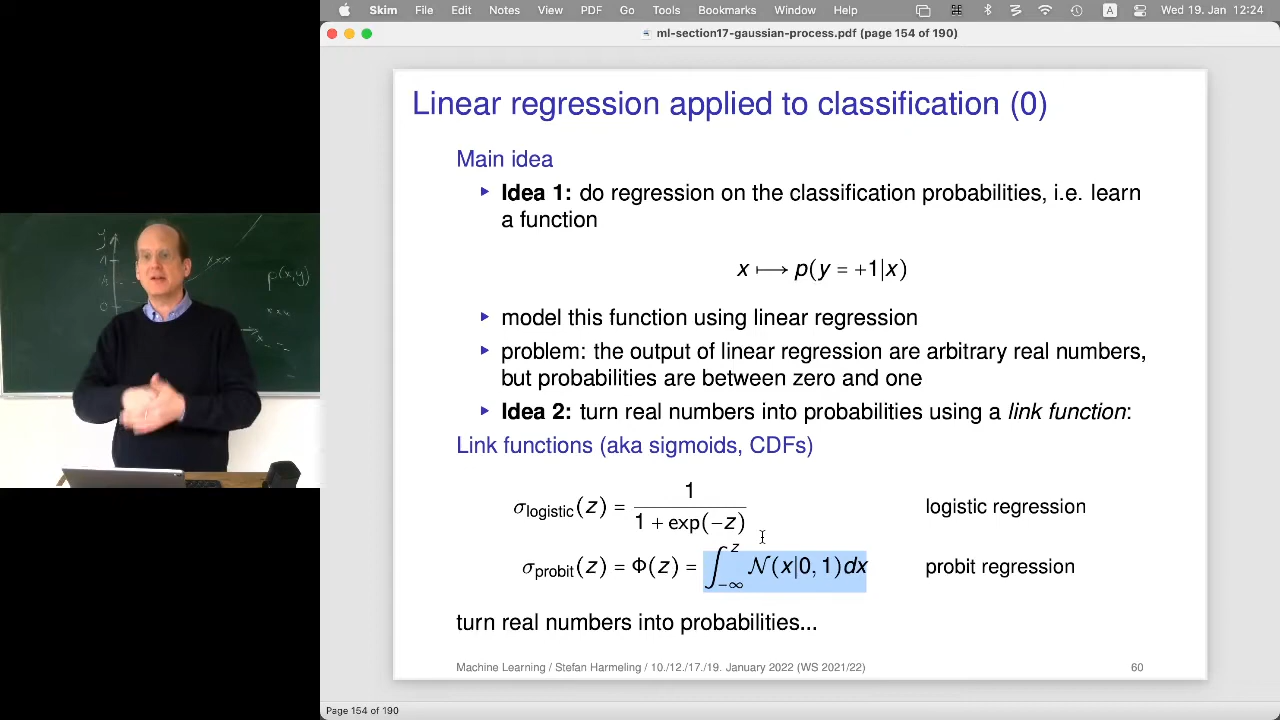 Skim File Edit Notes View PDF Go Tools Bookmarks Window Help A Wed 19. Jan 12:24
ml-section17-gaussian-process.pdf (page 154 of 190)
Linear regression applied to classification (0)
Main idea
▸ Idea 1: do regression on the classification probabilities, i.e. learn
a function
x ⟼ p(y = +1|x)
▸ model this function using linear regression
▸ problem: the output of linear regression are arbitrary real numbers,
but probabilities are between zero and one
▸ Idea 2: turn real numbers into probabilities using a link function:
Link functions (aka sigmoids, CDFs)
σ_logistic(z) = 1 / (1 + exp(−z)) logistic regression
σ_probit(z) = Φ(z) = ∫_{−∞}^{z} 𝒩(x|0, 1)dx probit regression
turn real numbers into probabilities...
Machine Learning / Stefan Harmeling / 10./12./17./19. January 2022 (WS 2021/22) 60
Page 154 of 190
y
1
0
xxx
p(x,y)
xxx
x